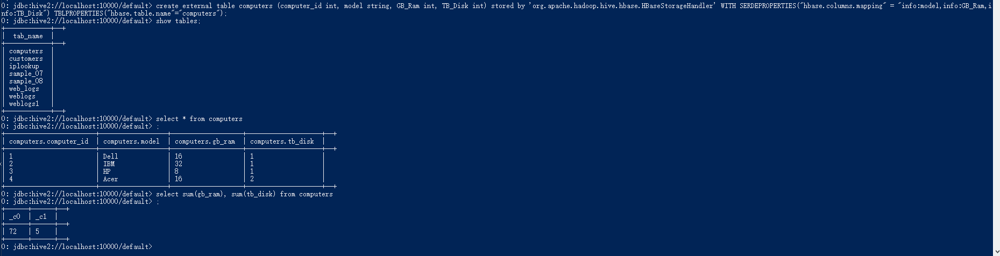 0: jdbc:hive2://localhost:10000/default> create external table computers (computer_id int, model string, GB_Ram int, TB_Disk int) stored by 'org.apache.hadoop.hive.hbase.HBaseStorageHandler' WITH SERDEPROPERTIES("hbase.columns.mapping" = "info:model,info:GB_Ram,i
nfo:TB_Disk") TBLPROPERTIES("hbase.table.name"="computers");
0: jdbc:hive2://localhost:10000/default> show tables;
tab_name
computers
customers
iplookup
sample_07
sample_08
web_logs
weblogs
weblogs1
0: jdbc:hive2://localhost:10000/default> select * from computers
0: jdbc:hive2://localhost:10000/default> ;
computers.computer_id | computers.model | computers.gb_ram | computers.tb_disk
1 | Dell | 16 | 1
2 | IBM | 32 | 1
3 | HP | 8 | 1
4 | Acer | 16 | 2
0: jdbc:hive2://localhost:10000/default> select sum(gb_ram), sum(tb_disk) from computers
0: jdbc:hive2://localhost:10000/default> ;
_c0 | _c1
72 | 5
0: jdbc:hive2://localhost:10000/default>